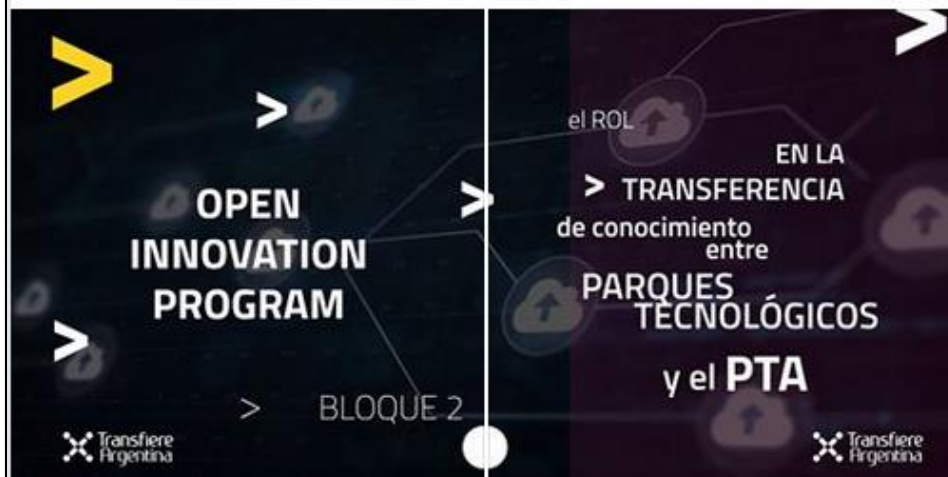 >
>
OPEN
INNOVATION
PROGRAM
>
> BLOQUE 2
Transfiere
Argentina
>
>
el ROL
EN LA
> TRANSFERENCIA
de conocimiento
entre
PARQUES
TECNOLÓGICOS
y el PTA
Transfiere
Argentina